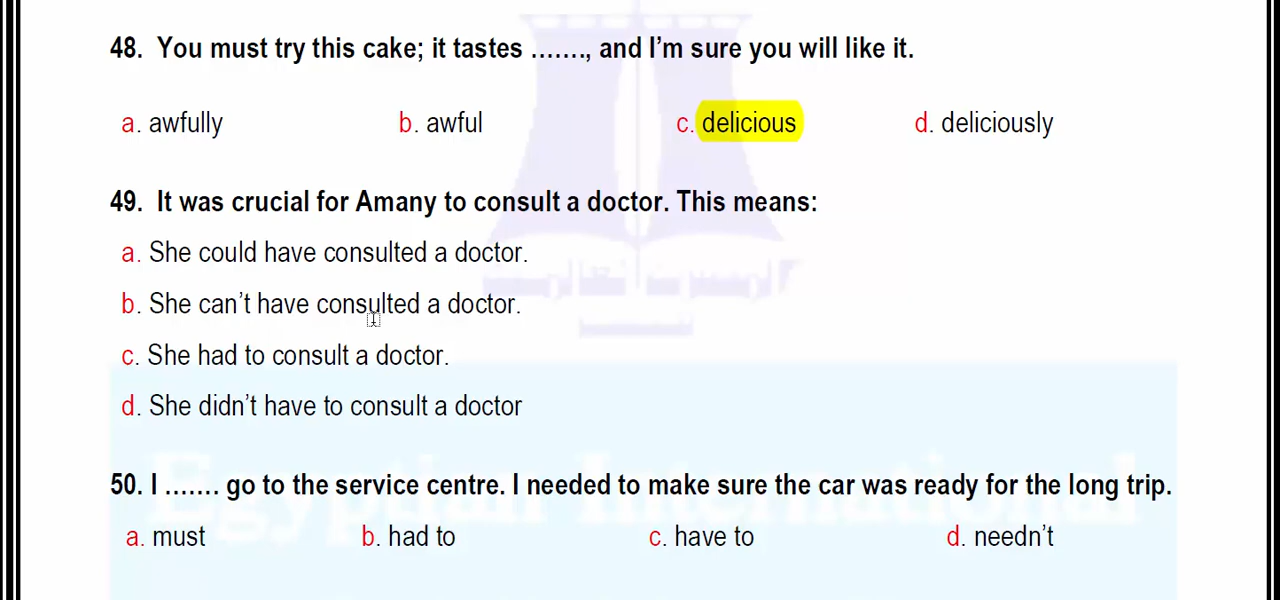 48. You must try this cake; it tastes ......., and I'm sure you will like it.
a. awfully b. awful c. delicious d. deliciously
49. It was crucial for Amany to consult a doctor. This means:
a. She could have consulted a doctor.
b. She can't have consulted a doctor.
c. She had to consult a doctor.
d. She didn't have to consult a doctor
Egyptian International
50. I ....... go to the service centre. I needed to make sure the car was ready for the long trip.
a. must b. had to c. have to d. needn't